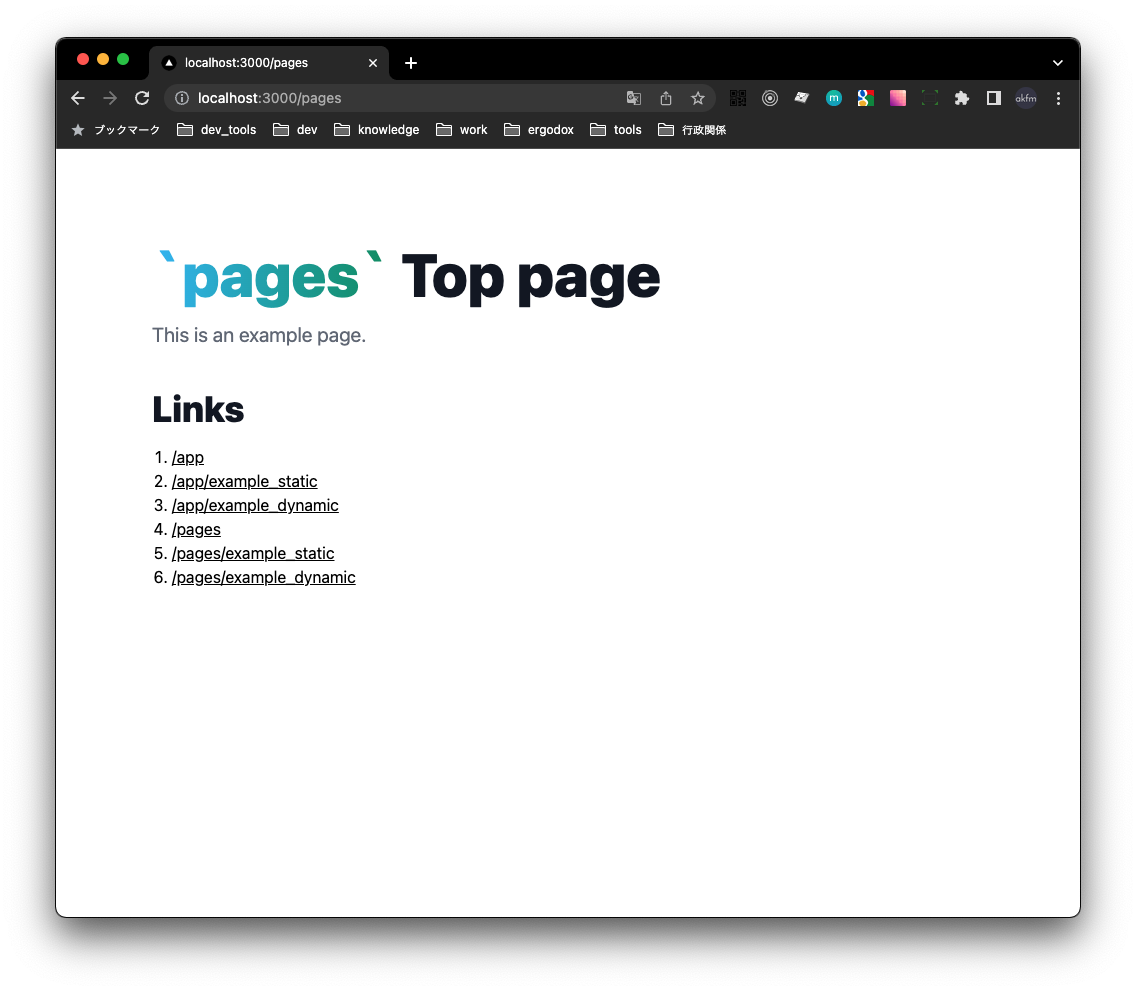 localhost:3000/pages
localhost:3000/pages
m
akfm
ブックマーク dev_tools dev knowledge work ergodox tools 行政関係
`pages` Top page
This is an example page.
Links
1. /app
2. /app/example_static
3. /app/example_dynamic
4. /pages
5. /pages/example_static
6. /pages/example_dynamic